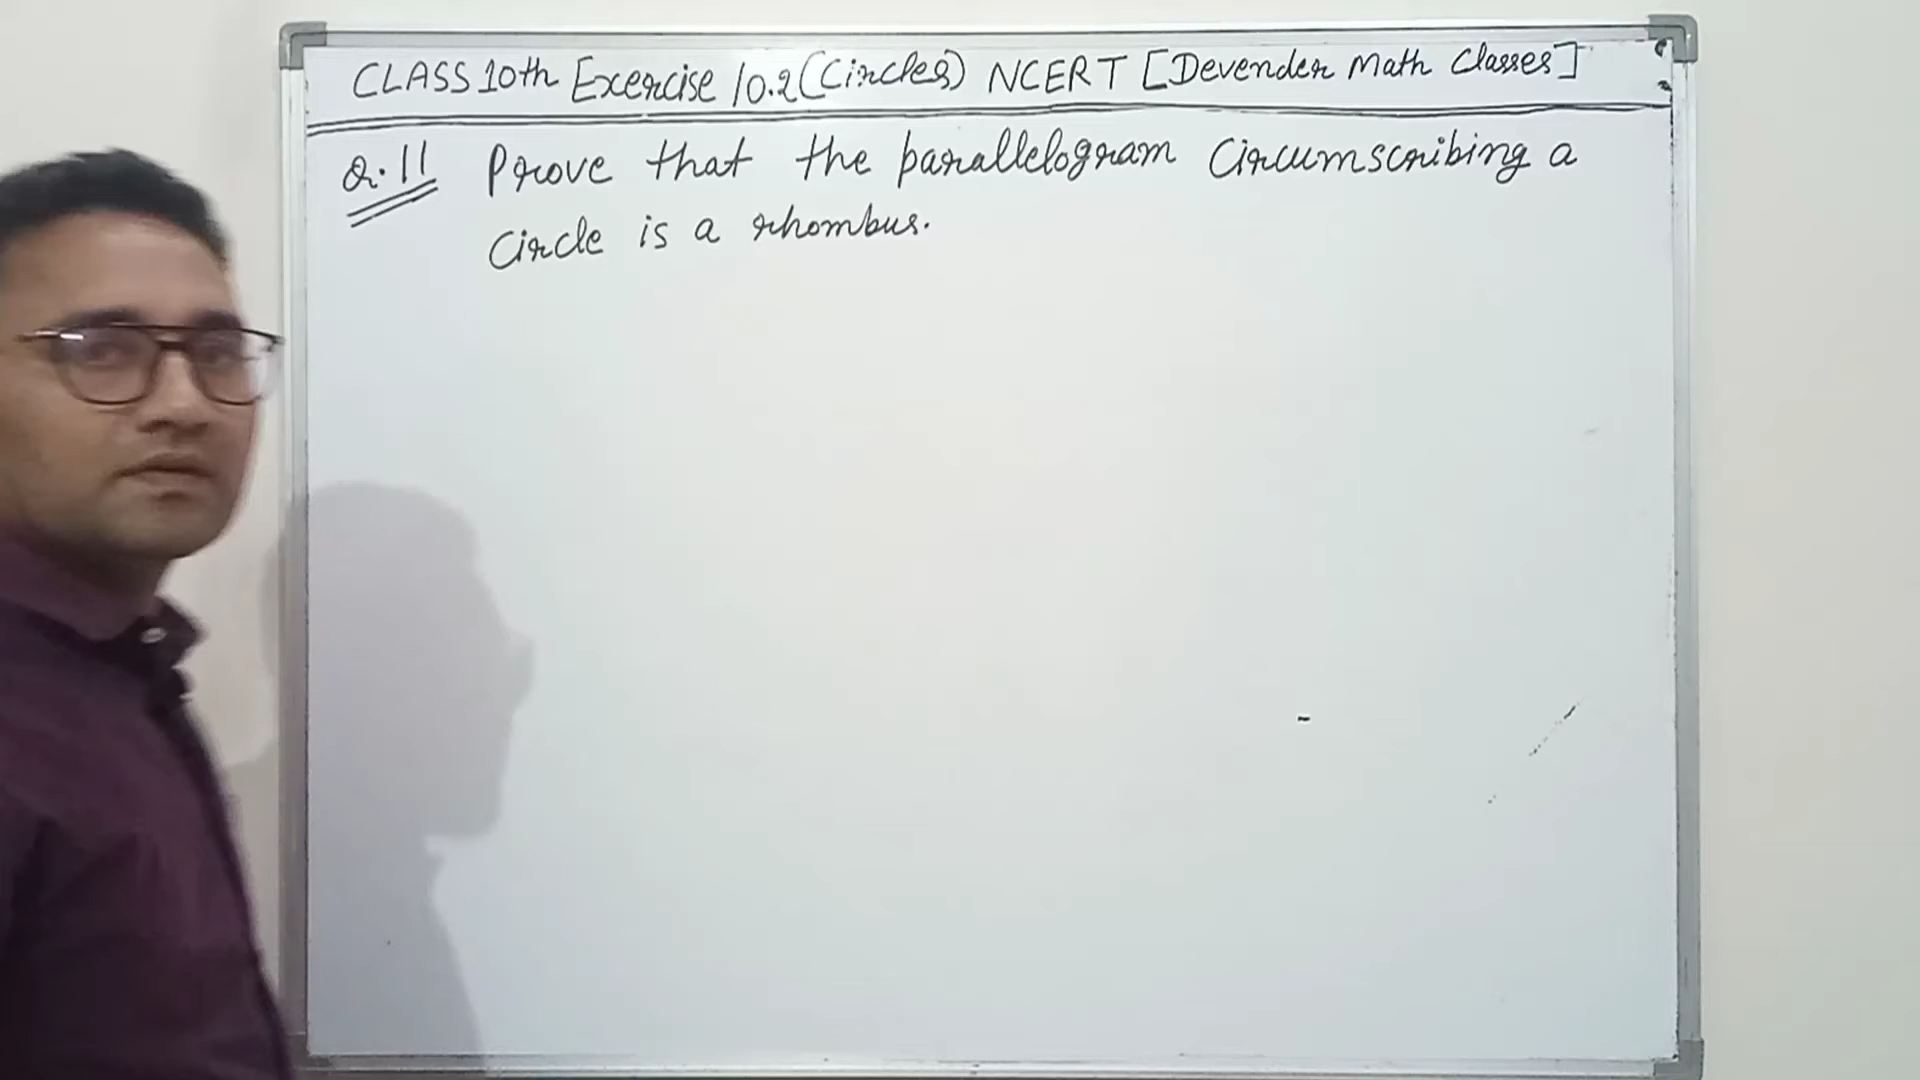 CLASS 10th Exercise 10.2 (Circles) NCERT [Devender Math Classes]
Q.11 Prove that the parallelogram Circumscribing a
Circle is a rhombus.